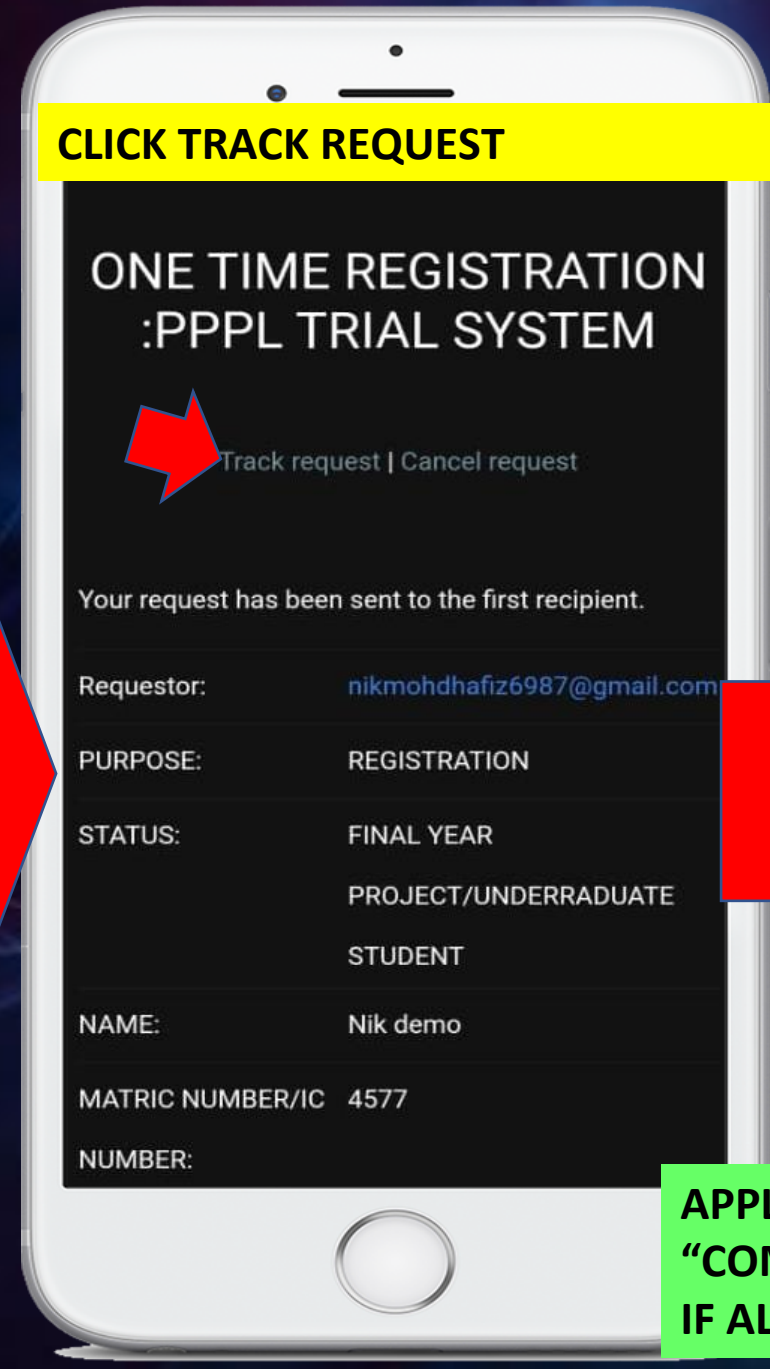 CLICK TRACK REQUEST
ONE TIME REGISTRATION
:PPPL TRIAL SYSTEM
Track request | Cancel request
Your request has been sent to the first recipient.
Requestor: nikmohdhafiz6987@gmail.com
PURPOSE: REGISTRATION
STATUS: FINAL YEAR
PROJECT/UNDERRADUATE
STUDENT
NAME: Nik demo
MATRIC NUMBER/IC 4577
NUMBER:
IF